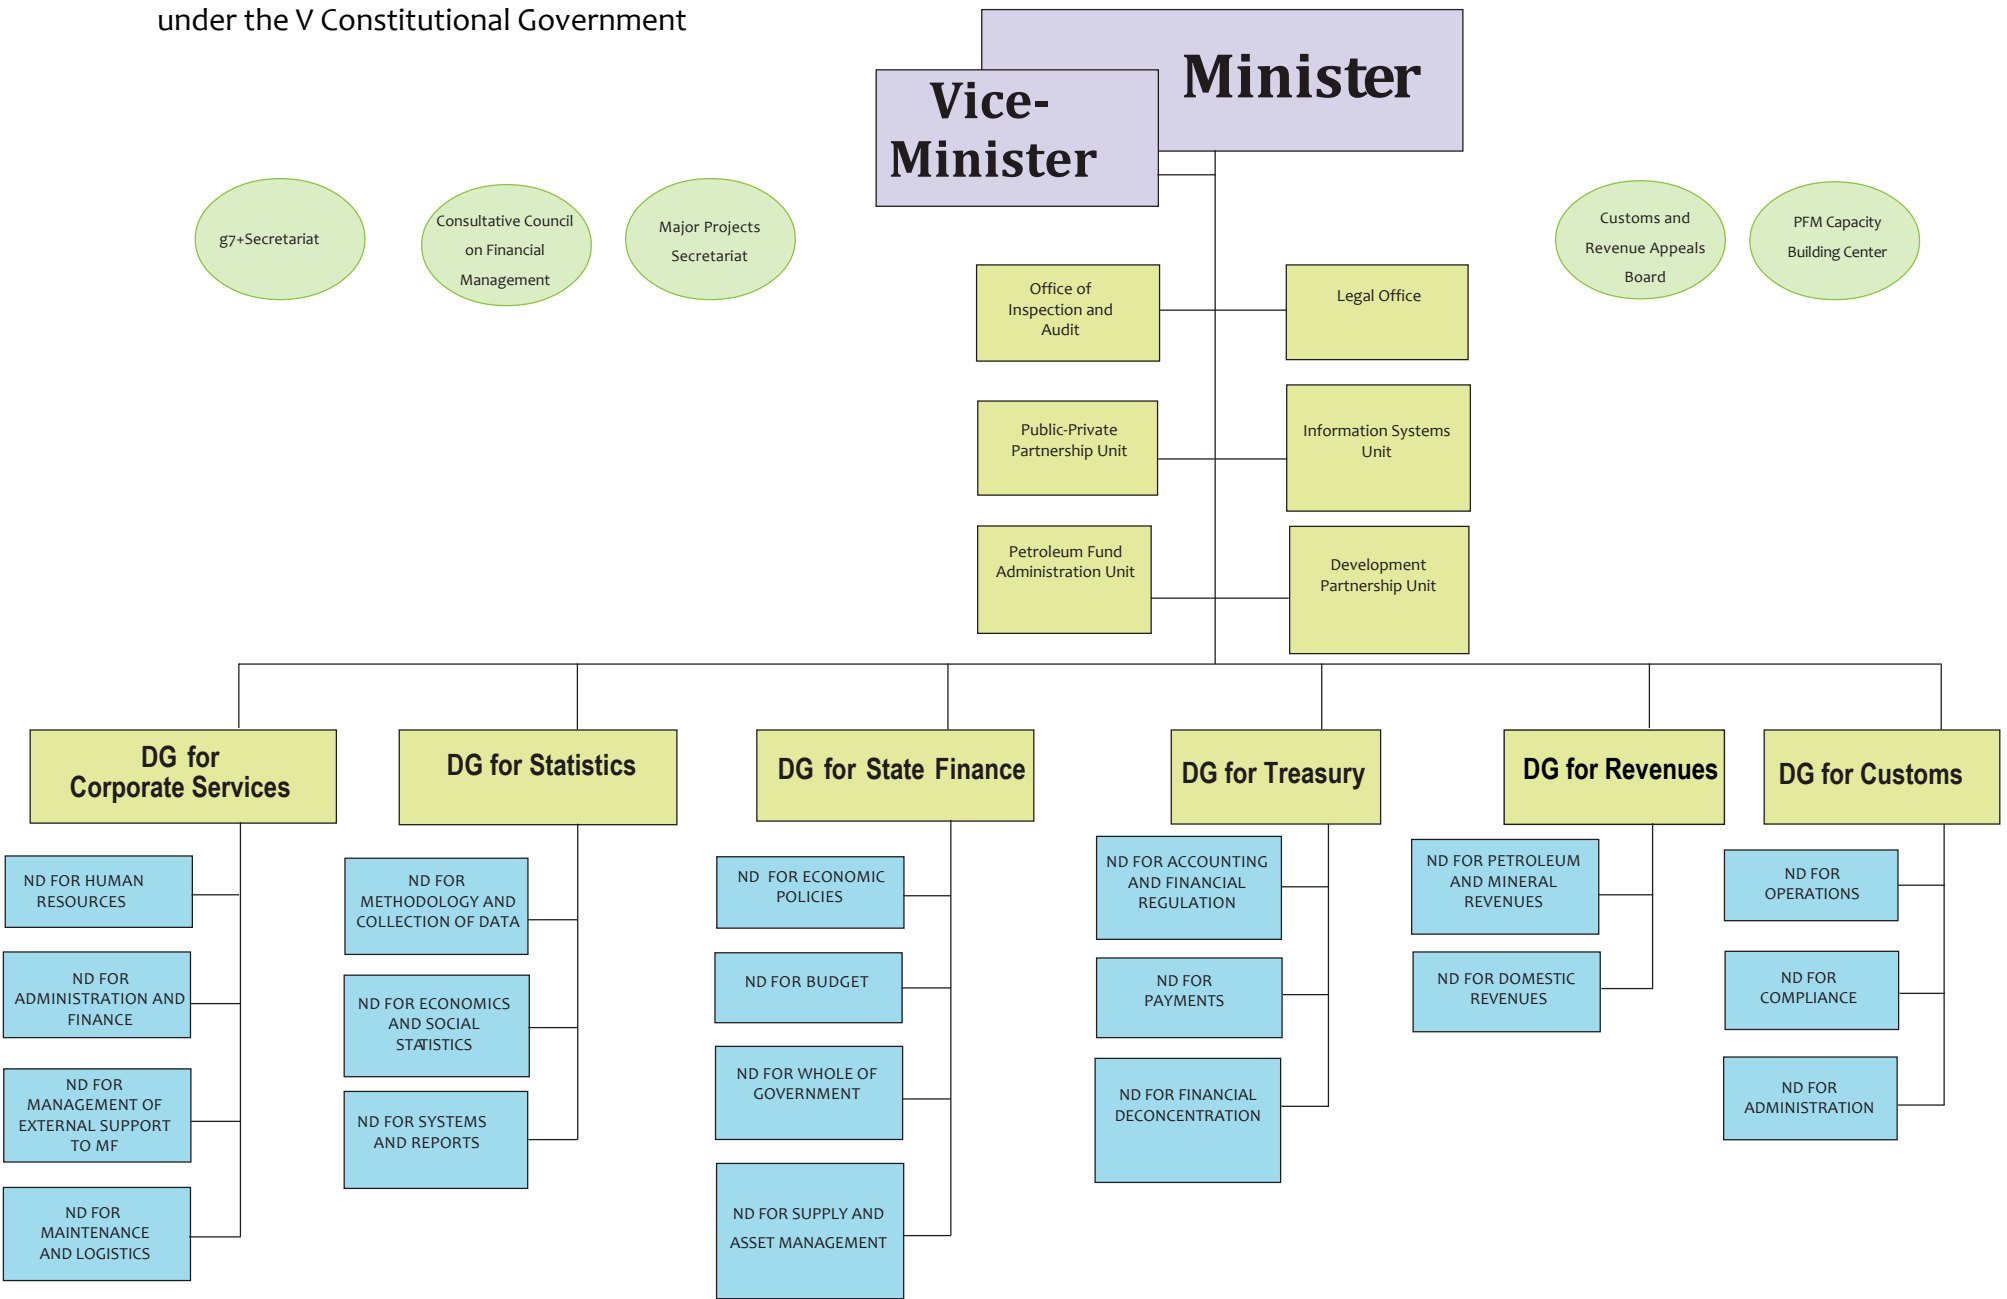 under the V Constitutional Government
Minister
Vice-
Minister
g7+Secretariat
Consultative Council
on Financial
Management
Major Projects
Secretariat
Customs and
Revenue Appeals
Board
PFM Capacity
Building Center
Office of
Inspection and
Audit
Legal Office
Public-Private
Partnership Unit
Information Systems
Unit
Petroleum Fund
Administration Unit
Development
Partnership Unit
DG for
Corporate Services
DG for Statistics
DG for State Finance
DG for Treasury
DG for Revenues
DG for Customs
ND FOR HUMAN
RESOURCES
ND FOR
ADMINISTRATION AND
FINANCE
ND FOR
MANAGEMENT OF
EXTERNAL SUPPORT
TO MF
ND FOR
MAINTENANCE
AND LOGISTICS
ND FOR
METHODOLOGY AND
COLLECTION OF DATA
ND FOR ECONOMICS
AND SOCIAL
STATISTICS
ND FOR SYSTEMS
AND REPORTS
ND FOR ECONOMIC
POLICIES
ND FOR BUDGET
ND FOR WHOLE OF
GOVERNMENT
ND FOR SUPPLY AND
ASSET MANAGEMENT
ND FOR ACCOUNTING
AND FINANCIAL
REGULATION
ND FOR
PAYMENTS
ND FOR FINANCIAL
DECONCENTRATION
ND FOR PETROLEUM
AND MINERAL
REVENUES
ND FOR DOMESTIC
REVENUES
ND FOR
OPERATIONS
ND FOR
COMPLIANCE
ND FOR
ADMINISTRATION